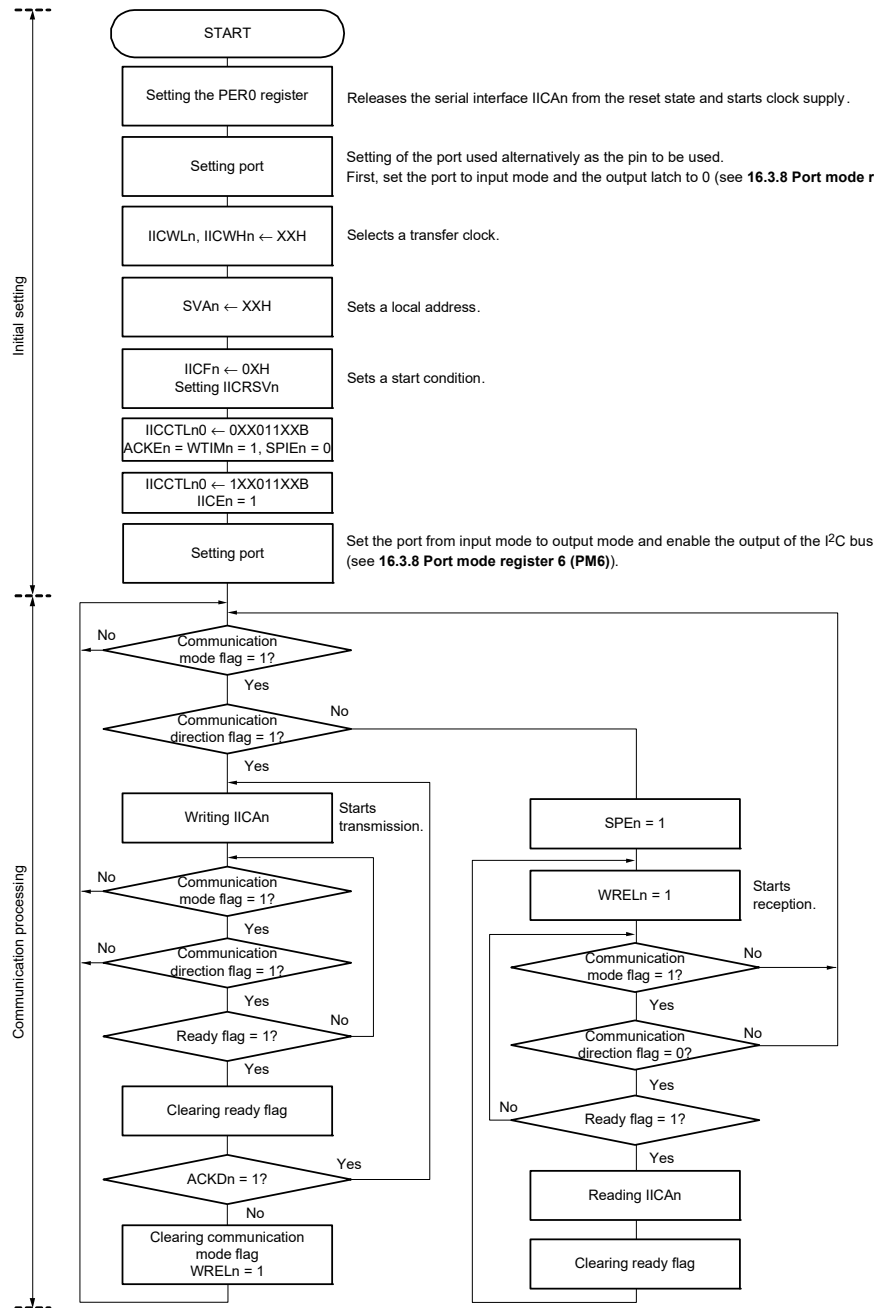 START
Setting the PER0 register
Releases the serial interface IICAn from the reset state and starts clock supply.
Setting port
Setting of the port used alternatively as the pin to be used.
First, set the port to input mode and the output latch to 0 (see 16.3.8 Port mode r
IICWLn, IICWHn ← XXH
Selects a transfer clock.
SVAn ← XXH
Sets a local address.
IICFn ← 0XH
Setting IICRSVn
Sets a start condition.
IICCTLn0 ← 0XX011XXB
ACKEn = WTIMn = 1, SPIEn = 0
IICCTLn0 ← 1XX011XXB
IICEn = 1
Setting port
Set the port from input mode to output mode and enable the output of the I2C bus
(see 16.3.8 Port mode register 6 (PM6)).
Initial setting
Communication processing
No
Communication
mode flag = 1?
Yes
Communication
direction flag = 1?
No
Yes
Writing IICAn
Starts
transmission.
No
Communication
mode flag = 1?
Yes
No
Communication
direction flag = 1?
Yes
Ready flag = 1?
No
Yes
Clearing ready flag
ACKDn = 1?
Yes
No
Clearing communication
mode flag
WRELn = 1
SPEn = 1
WRELn = 1
Starts
reception.
Communication
mode flag = 1?
No
Yes
Communication
direction flag = 0?
No
Yes
No
Ready flag = 1?
Yes
Reading IICAn
Clearing ready flag